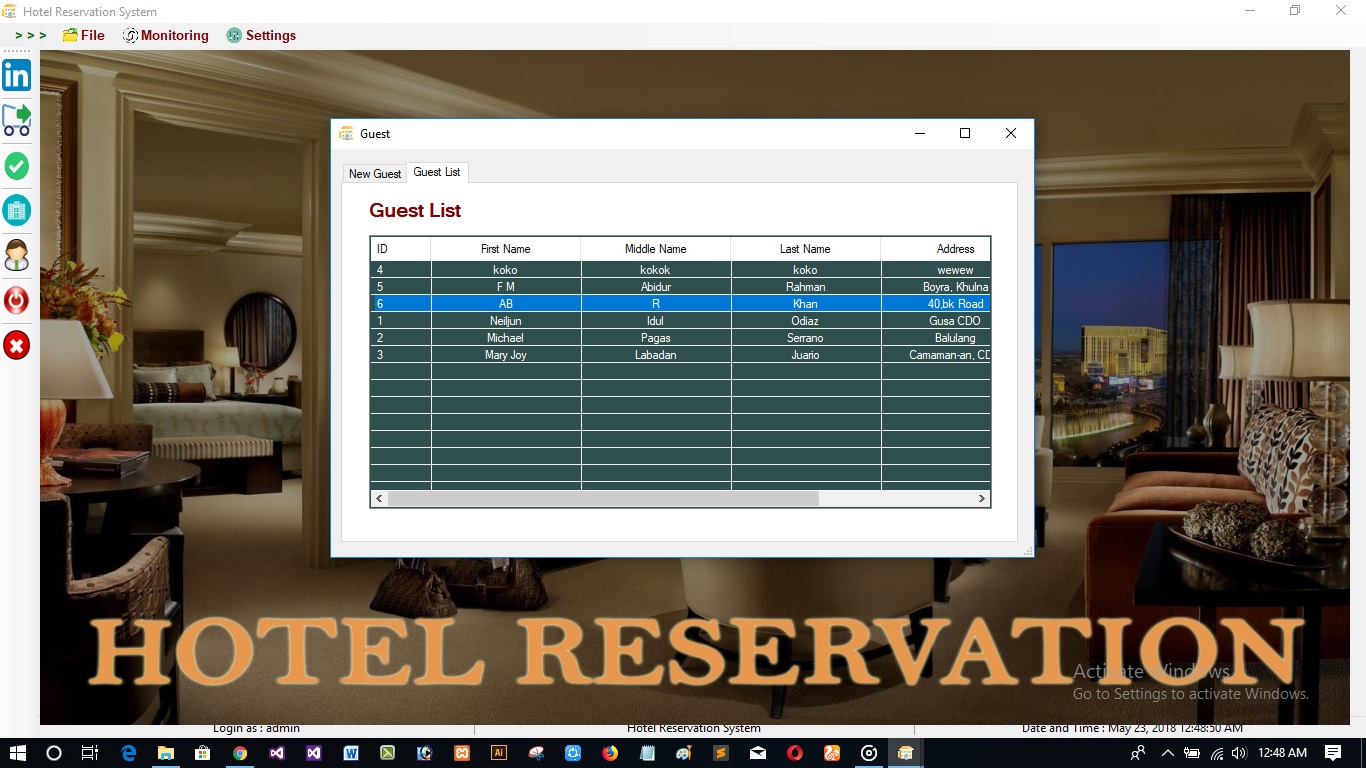 Hotel Reservation System
> > > File Monitoring Settings
Guest
New Guest Guest List
Guest List
ID First Name Middle Name Last Name Address
4 koko kokok koko wewew
5 F M Abidur Rahman Boyra, Khulna
6 AB R Khan 40,bk Road
1 Neiljun Idul Odiaz Gusa CDO
2 Michael Pagas Serrano Balulang
3 Mary Joy Labadan Juario Camaman-an, CD
HOTEL RESERVATION
Activate Windows
Go to Settings to activate Windows.
Login as : admin Hotel Reservation System Date and Time : May 23, 2018 12:48:50 AM
12:48 AM